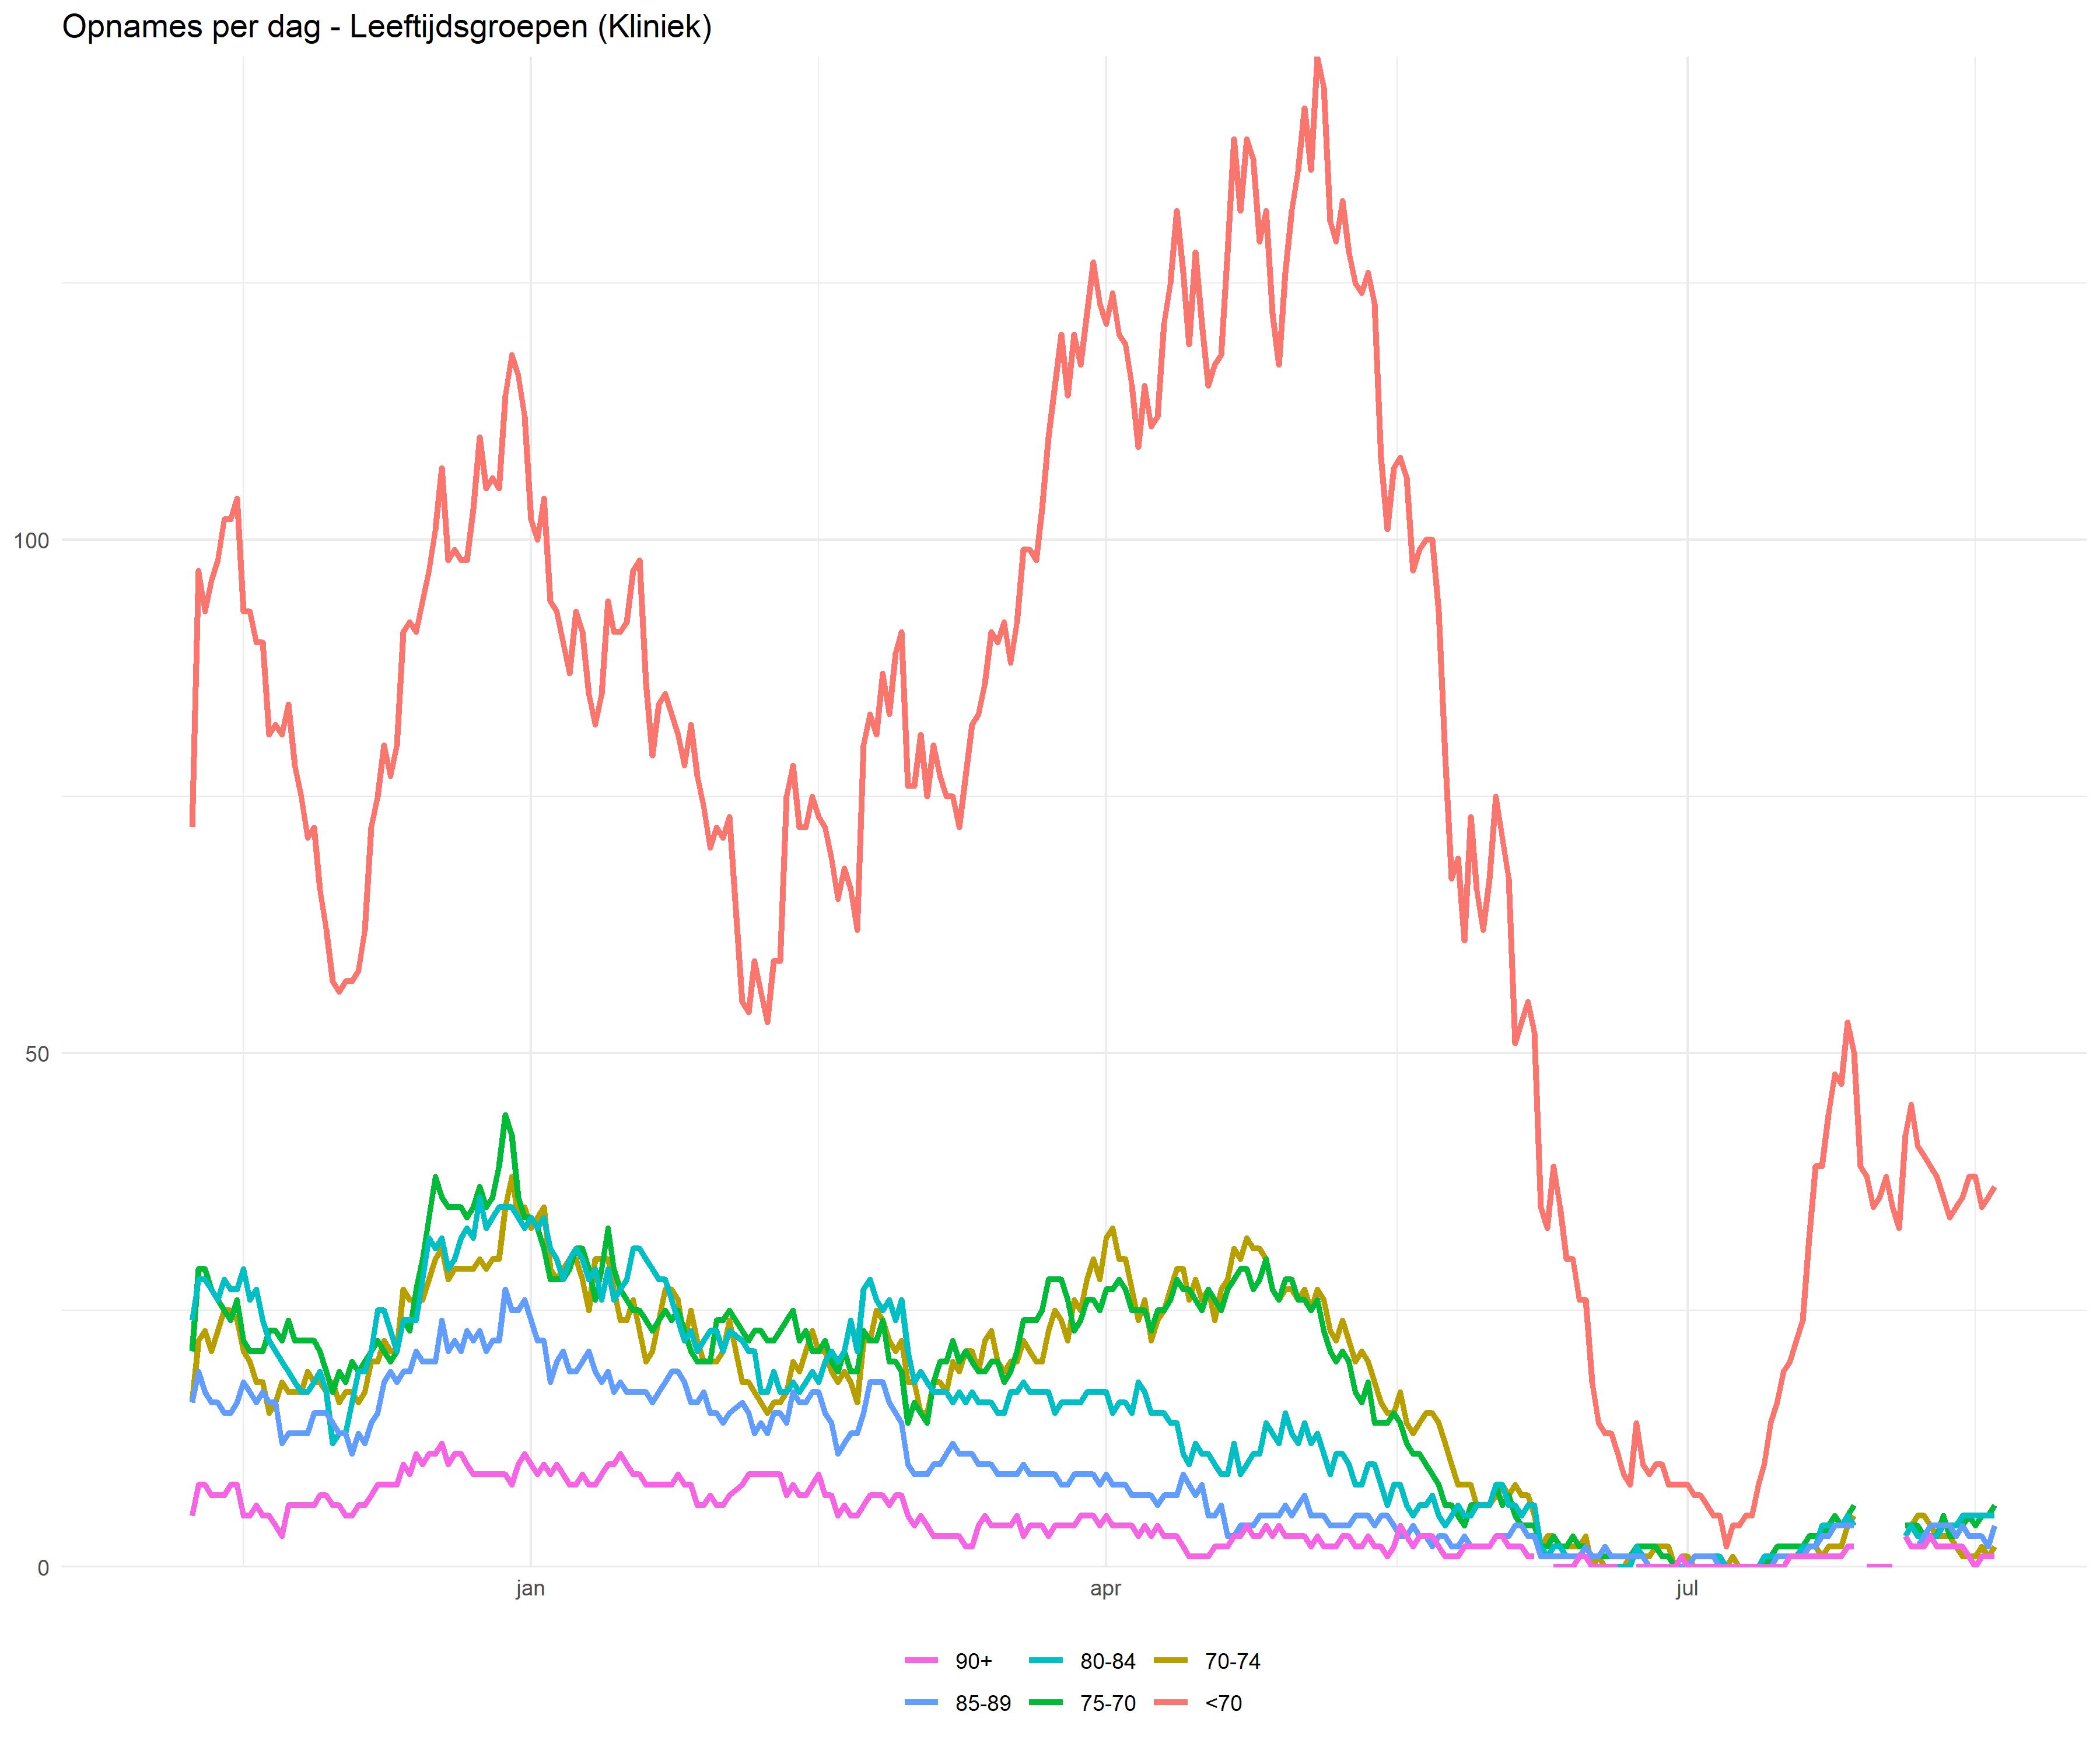 Opnames per dag - Leeftijdsgroepen (Kliniek)
100
50
0
jan apr jul
90+ 80-84 70-74
85-89 75-70 <70